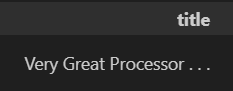 title
Very Great Processor . . .